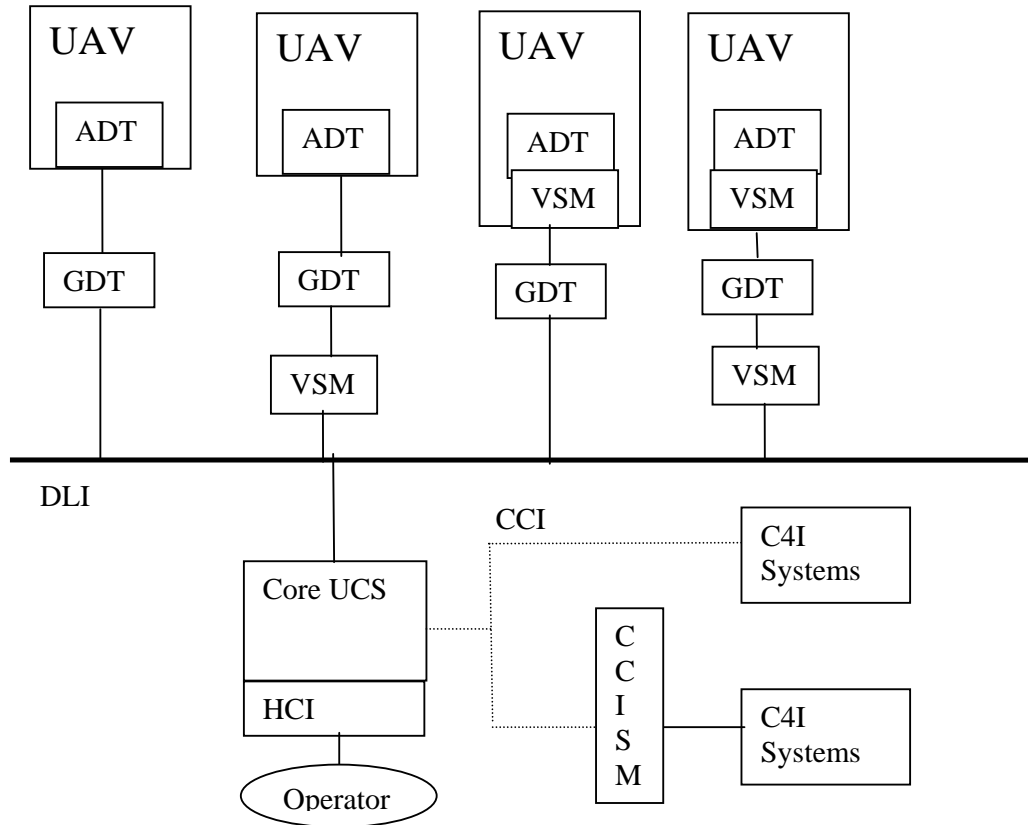 UAV
UAV
UAV
UAV
ADT
ADT
ADT
ADT
VSM
VSM
GDT
GDT
GDT
GDT
VSM
VSM
DLI
CCI
C4I
Systems
Core UCS
C
C
I
S
M
HCI
C4I
Systems
Operator